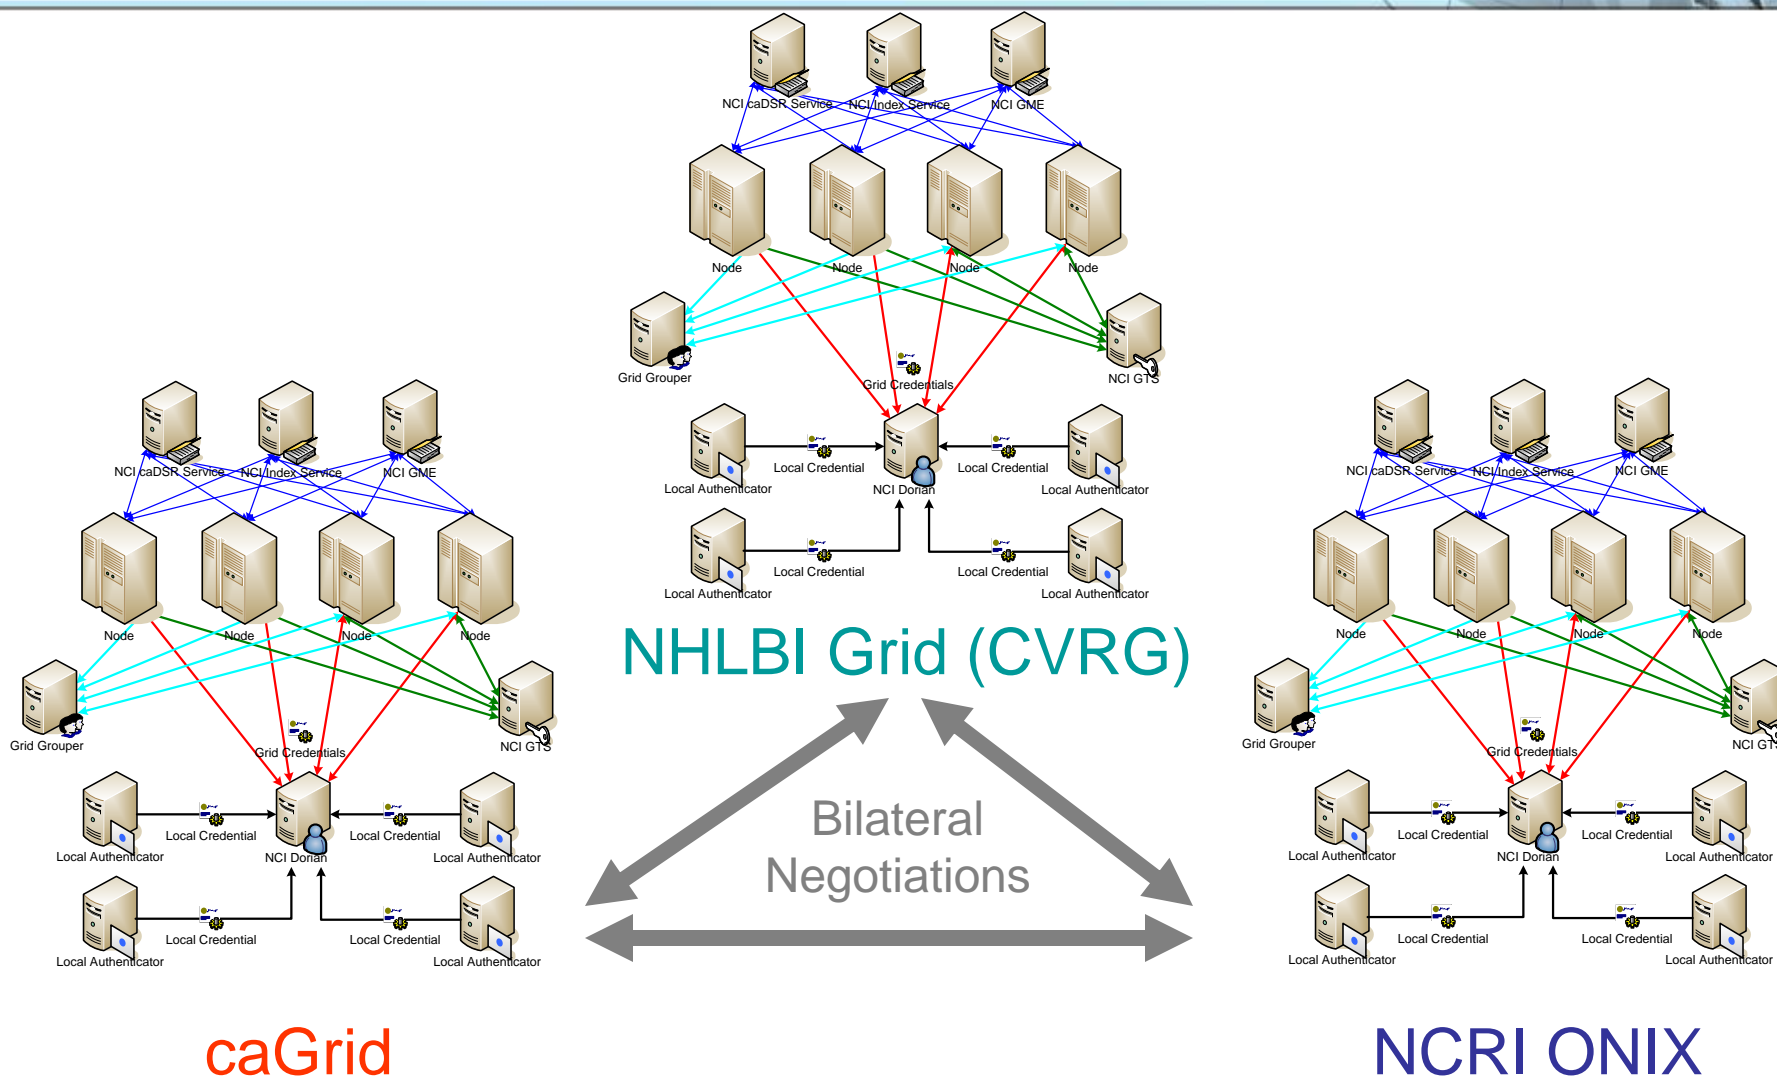 NCI caDSR Service NCI Index Service NCI GME
Node Node Node Node
Grid Grouper
NCI GTS
Grid Credentials
Local Credential Local Credential
Local Authenticator NCI Dorian Local Authenticator
Local Credential Local Credential
Local Authenticator Local Authenticator
NHLBI Grid (CVRG)
NCI caDSR Service NCI Index Service NCI GME
Node Node Node Node
Grid Grouper
NCI GTS
Grid Credentials
Local Credential Local Credential
Local Authenticator NCI Dorian Local Authenticator
Local Credential Local Credential
Local Authenticator Local Authenticator
caGrid
Bilateral
Negotiations
NCI caDSR Service NCI Index Service NCI GME
Node Node Node Node
Grid Grouper
NCI GTS
Grid Credentials
Local Credential Local Credential
Local Authenticator NCI Dorian Local Authenticator
Local Credential Local Credential
Local Authenticator Local Authenticator
NCRI ONIX